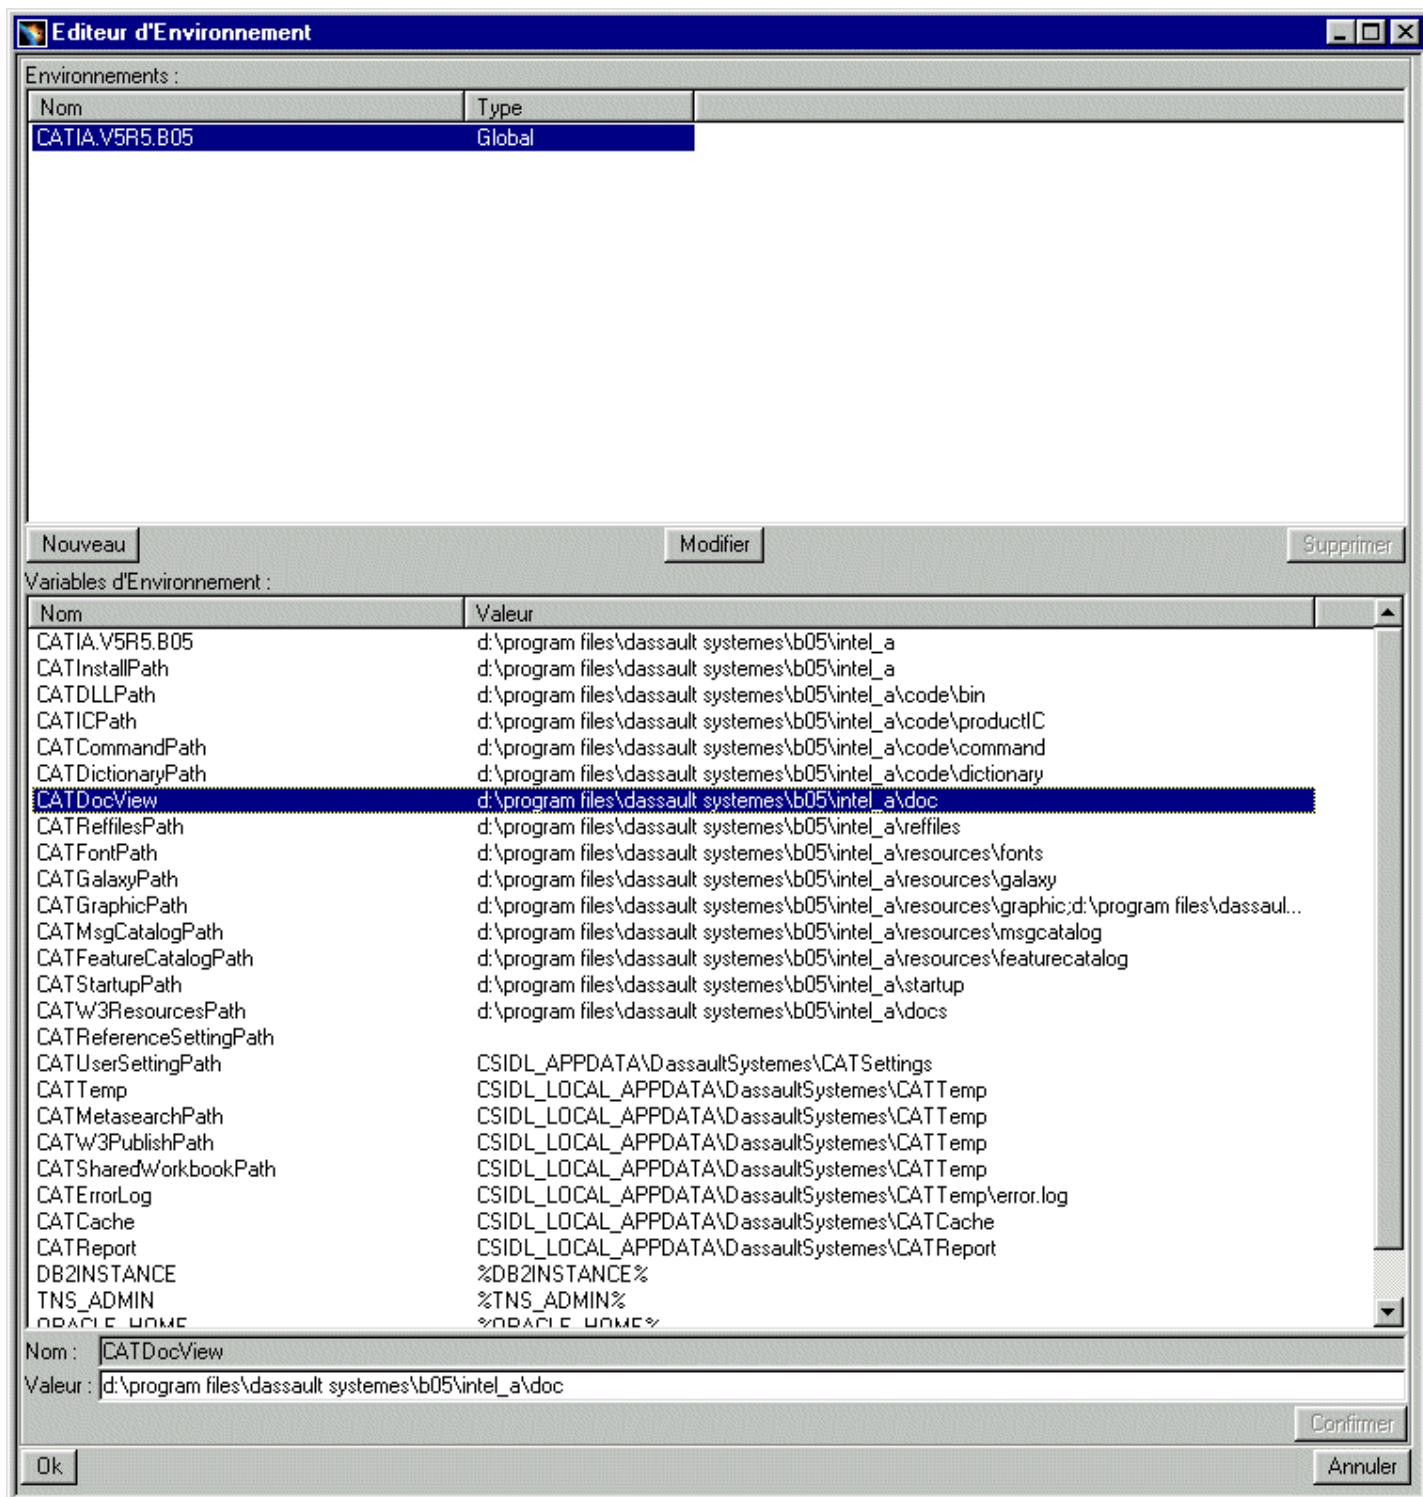 Editeur d'Environnement
Environnements :
Nom Type
CATIA.V5R5.B05 Global
Nouveau Modifier Supprimer
Variables d'Environnement :
Nom Valeur
CATIA.V5R5.B05 d:\program files\dassault systemes\b05\intel_a
CATInstallPath d:\program files\dassault systemes\b05\intel_a
CATDLLPath d:\program files\dassault systemes\b05\intel_a\code\bin
CATICPath d:\program files\dassault systemes\b05\intel_a\code\productIC
CATCommandPath d:\program files\dassault systemes\b05\intel_a\code\command
CATDictionaryPath d:\program files\dassault systemes\b05\intel_a\code\dictionary
CATDocView d:\program files\dassault systemes\b05\intel_a\doc
CATReffilesPath d:\program files\dassault systemes\b05\intel_a\reffiles
CATFontPath d:\program files\dassault systemes\b05\intel_a\resources\fonts
CATGalaxyPath d:\program files\dassault systemes\b05\intel_a\resources\galaxy
CATGraphicPath d:\program files\dassault systemes\b05\intel_a\resources\graphic;d:\program files\dassaul...
CATMsgCatalogPath d:\program files\dassault systemes\b05\intel_a\resources\msgcatalog
CATFeatureCatalogPath d:\program files\dassault systemes\b05\intel_a\resources\featurecatalog
CATStartupPath d:\program files\dassault systemes\b05\intel_a\startup
CATW3ResourcesPath d:\program files\dassault systemes\b05\intel_a\docs
CATReferenceSettingPath
CATUserSettingPath CSIDL_APPDATA\DassaultSystemes\CATSettings
CATTemp CSIDL_LOCAL_APPDATA\DassaultSystemes\CATTemp
CATMetasearchPath CSIDL_LOCAL_APPDATA\DassaultSystemes\CATTemp
CATW3PublishPath CSIDL_LOCAL_APPDATA\DassaultSystemes\CATTemp
CATSharedWorkbookPath CSIDL_LOCAL_APPDATA\DassaultSystemes\CATTemp
CATErrorLog CSIDL_LOCAL_APPDATA\DassaultSystemes\CATTemp\error.log
CATCache CSIDL_LOCAL_APPDATA\DassaultSystemes\CATCache
CATReport CSIDL_LOCAL_APPDATA\DassaultSystemes\CATReport
DB2INSTANCE %DB2INSTANCE%
TNS_ADMIN %TNS_ADMIN%
ORACLE_HOME %ORACLE_HOME%
Nom : CATDocView
Valeur : d:\program files\dassault systemes\b05\intel_a\doc
Confirmer
Ok Annuler